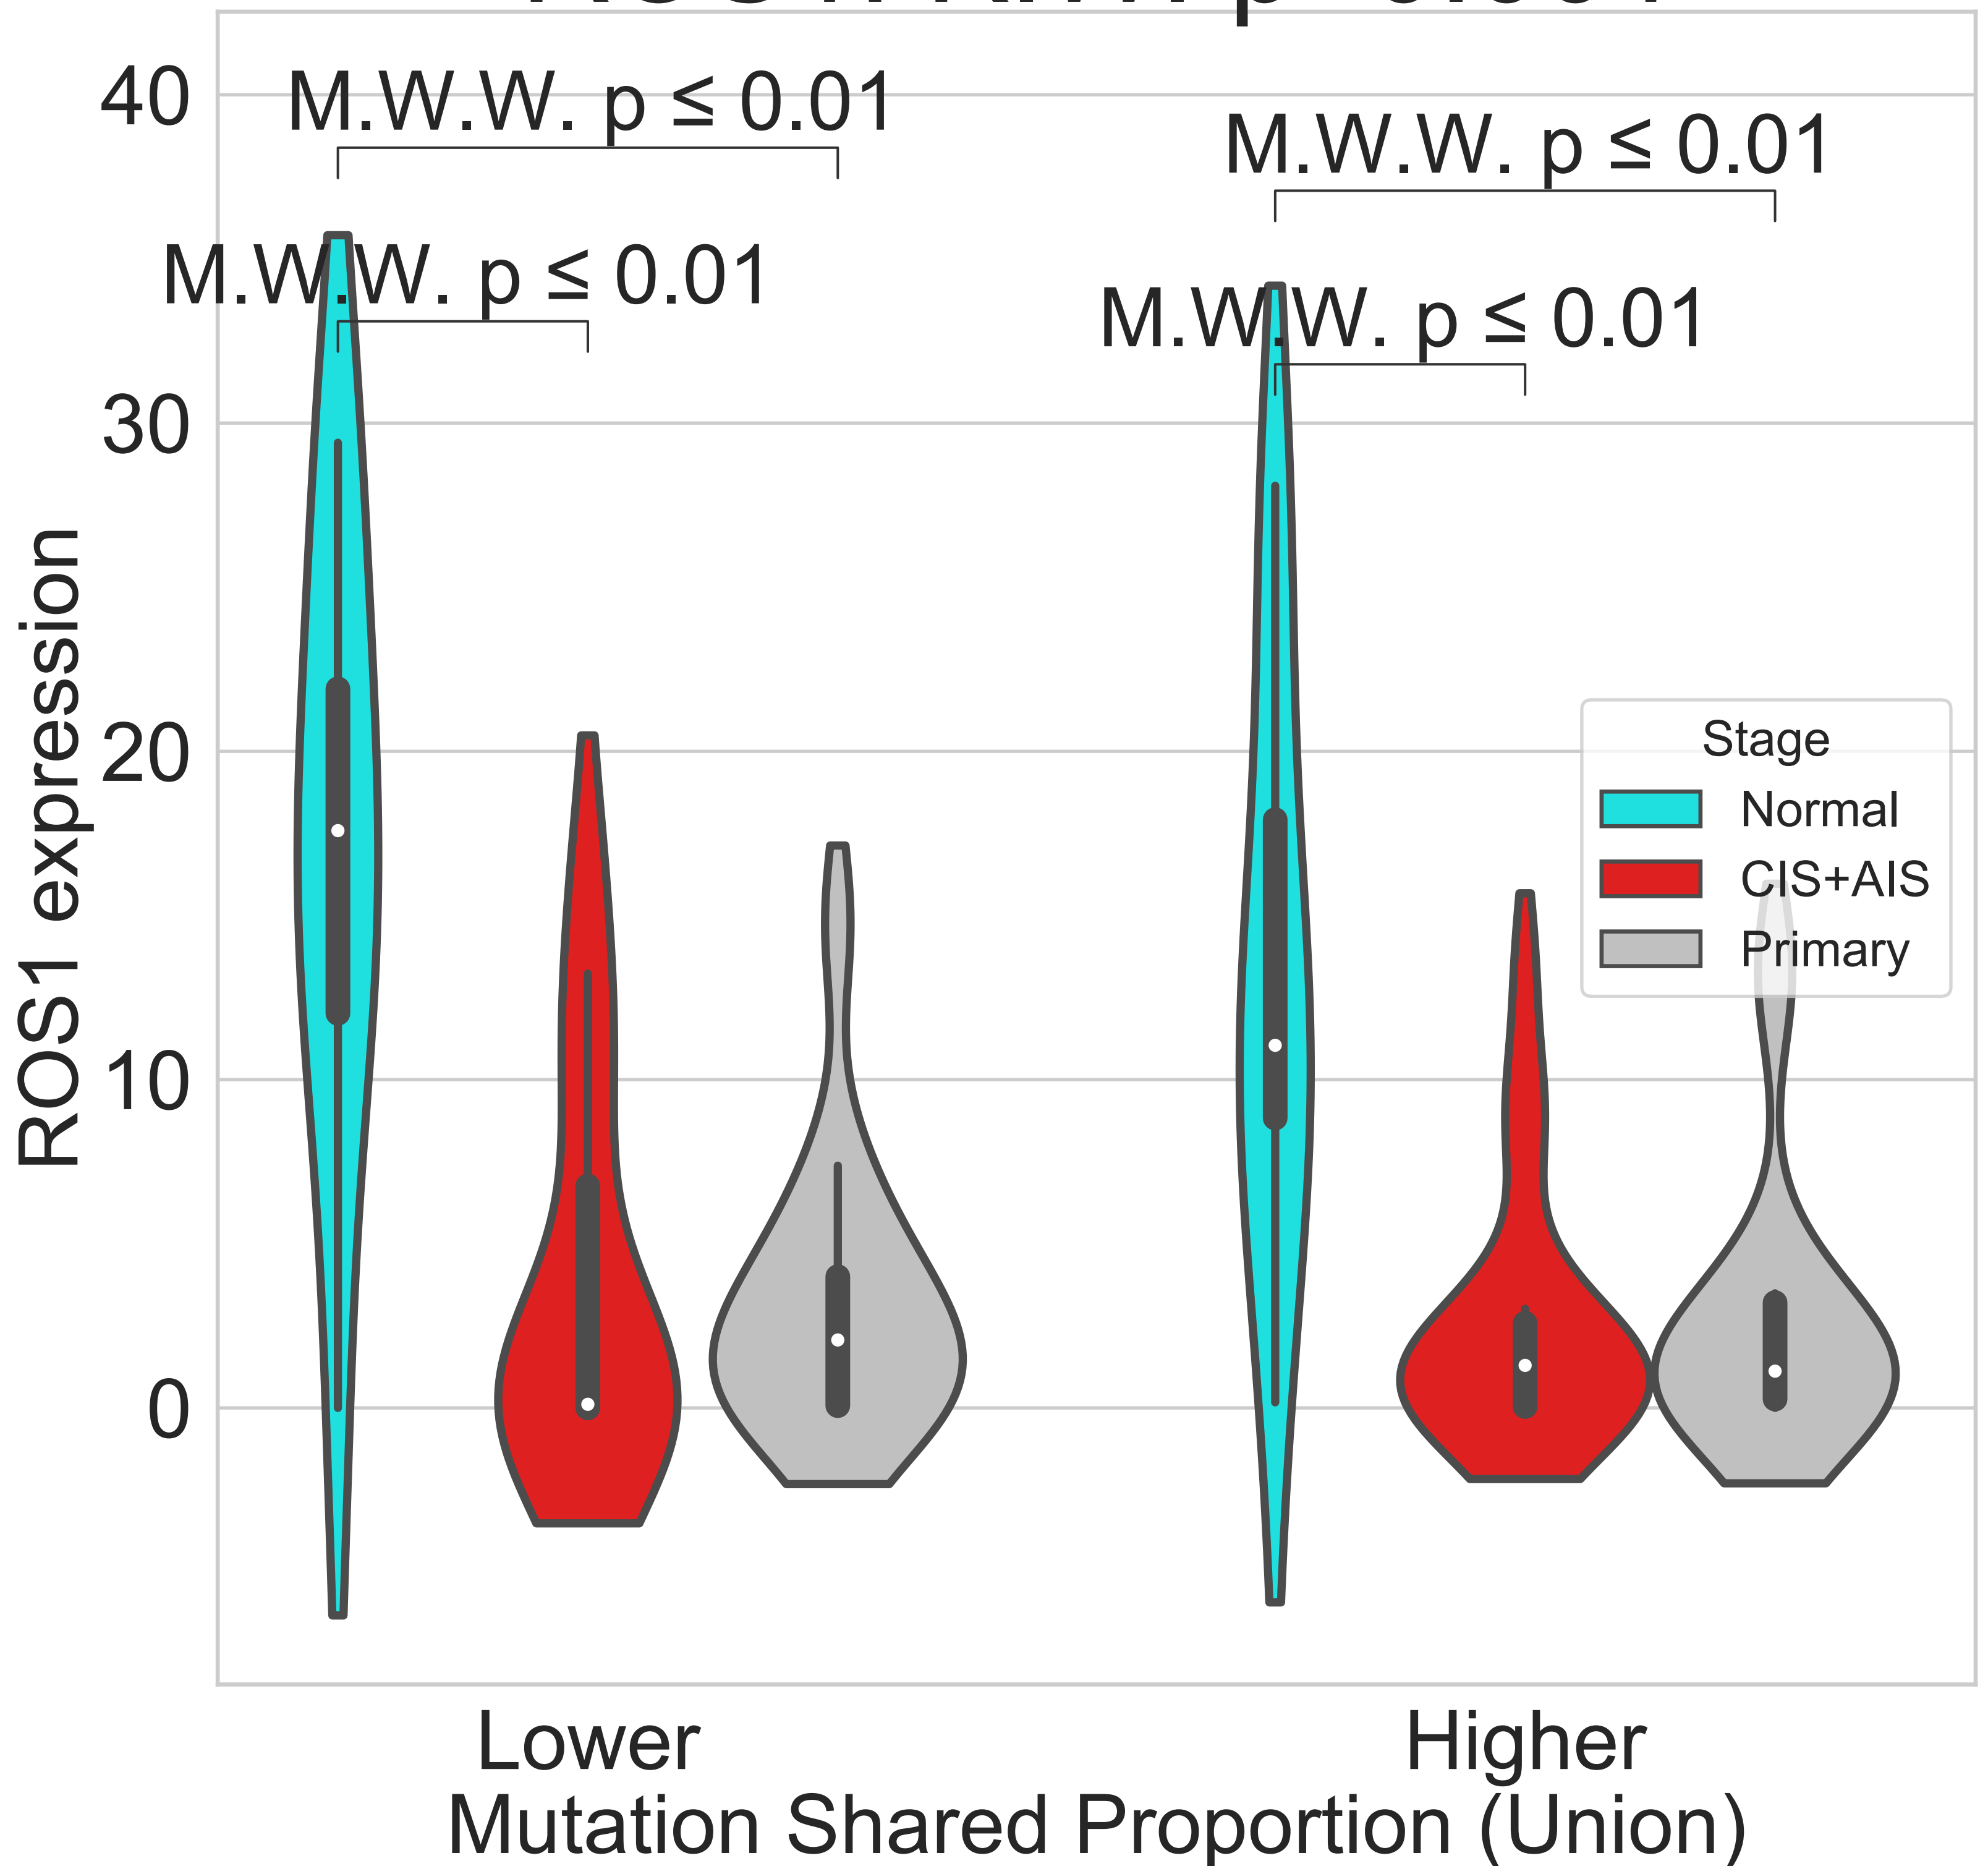 40
M.W.W. p ≤ 0.01
M.W.W. p ≤ 0.01
M.W.W. p ≤ 0.01
M.W.W. p ≤ 0.01
30
20
10
0
ROS1 expression
Stage
Normal
CIS+AIS
Primary
Lower
Higher
Mutation Shared Proportion (Union)